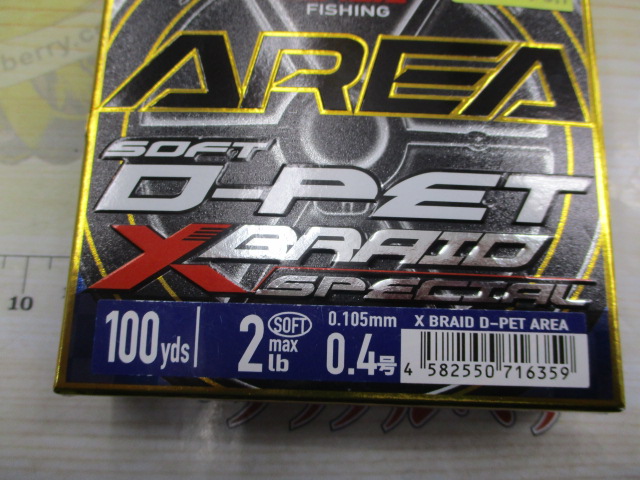 FISHING
AREA
SOFT
D-PET
X BRAID
SPECIAL
100yds
2 max lb
SOFT
0.105mm
0.4号
X BRAID D-PET AREA
4 582550 716359
berry.c
10